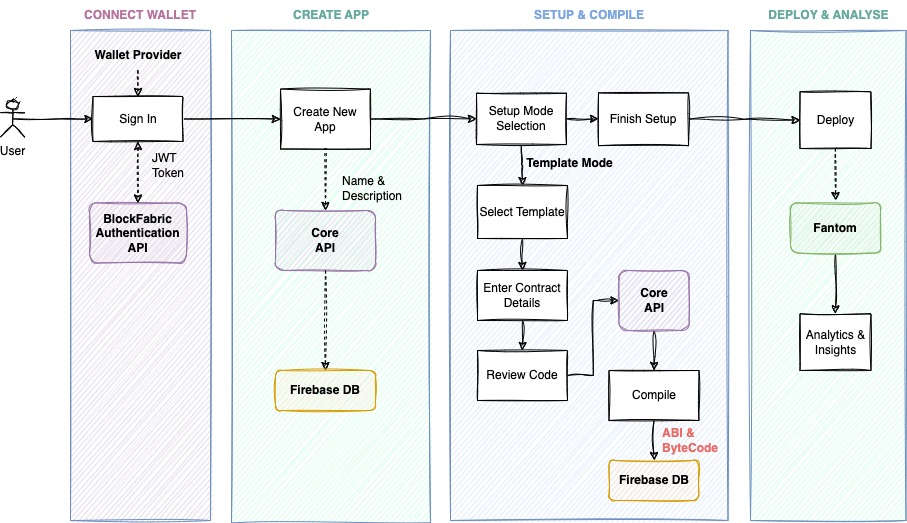 CONNECT WALLET
CREATE APP
SETUP & COMPILE
DEPLOY & ANALYSE
Wallet Provider
User
Sign In
JWT
Token
BlockFabric
Authentication
API
Create New
App
Name &
Description
Core
API
Firebase DB
Setup Mode
Selection
Finish Setup
Template Mode
Select Template
Enter Contract
Details
Review Code
Core
API
Compile
ABI &
ByteCode
Firebase DB
Deploy
Fantom
Analytics &
Insights